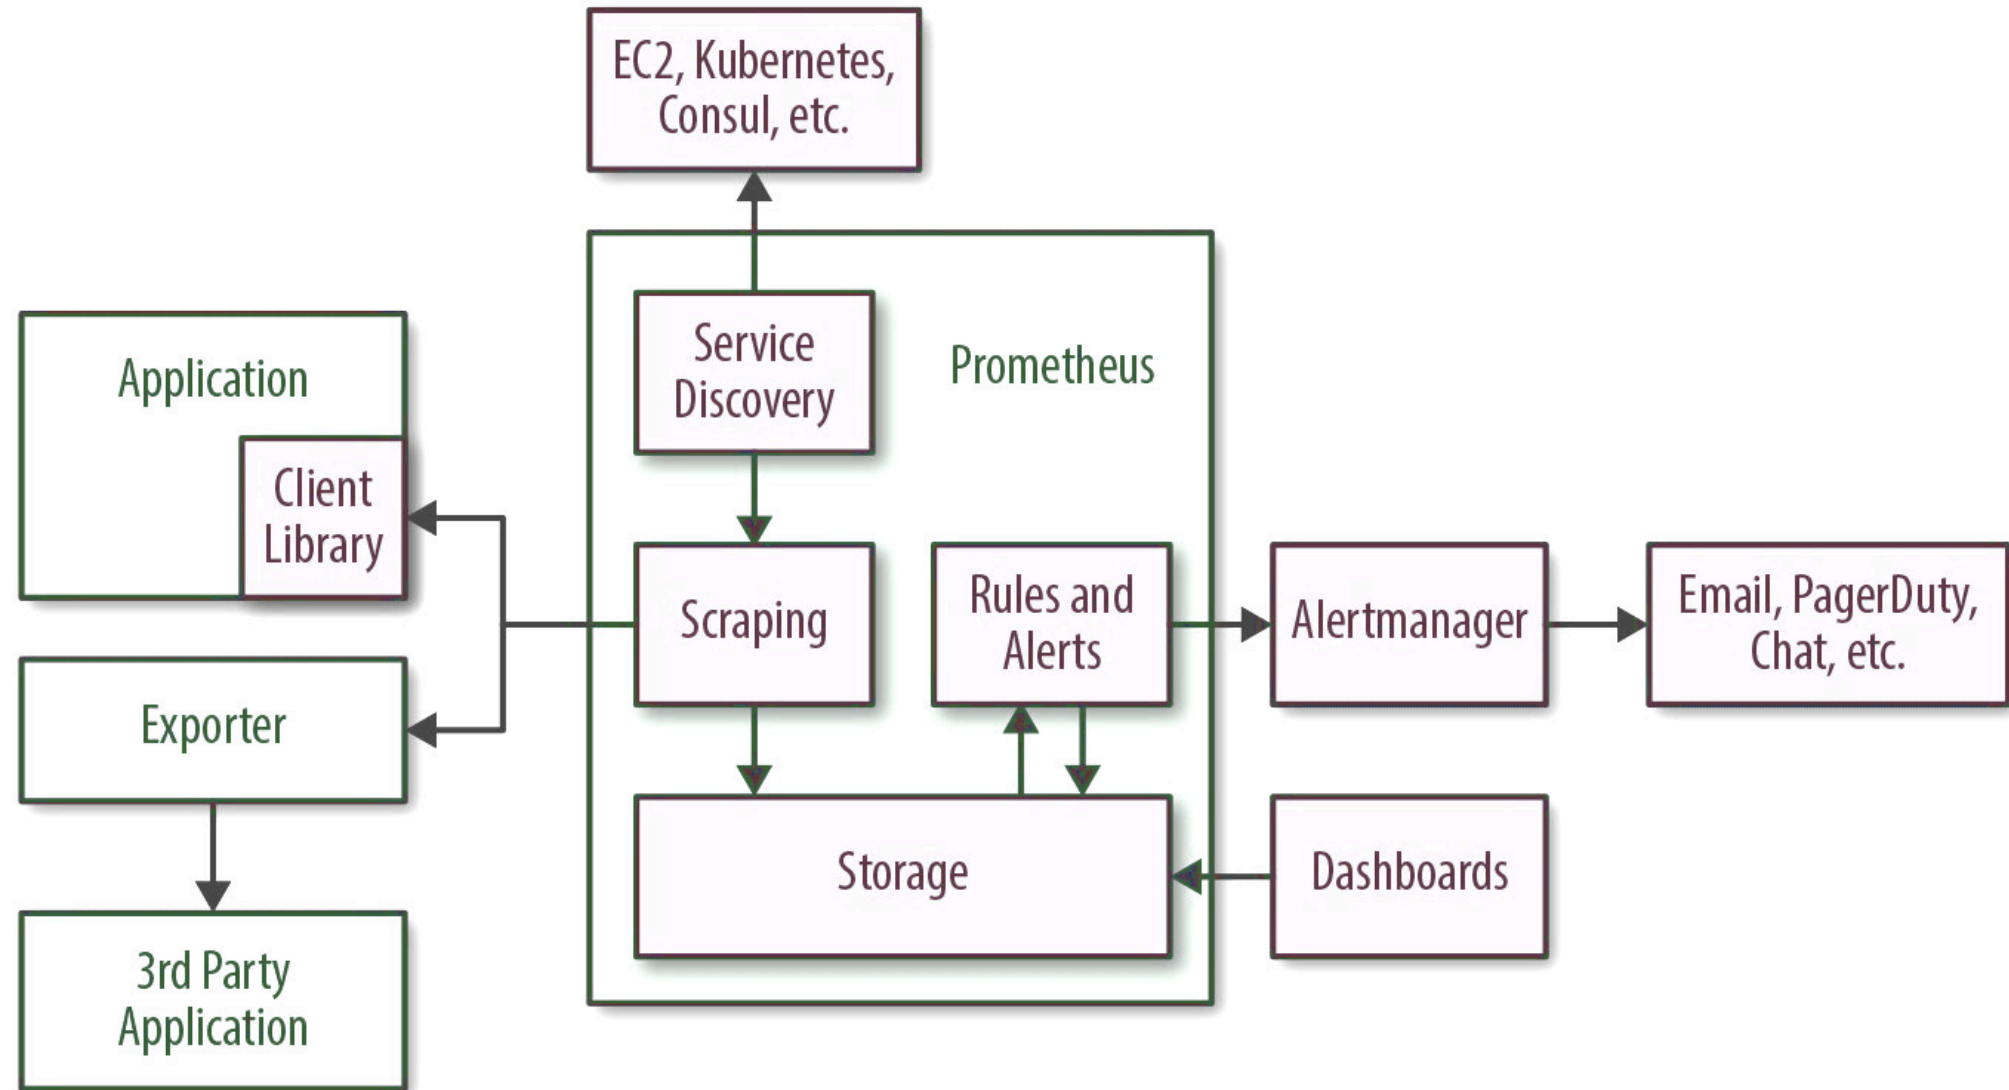 EC2, Kubernetes,
Consul, etc.
Application
Client
Library
Exporter
3rd Party
Application
Prometheus
Service
Discovery
Scraping
Rules and
Alerts
Storage
Alertmanager
Email, PagerDuty,
Chat, etc.
Dashboards